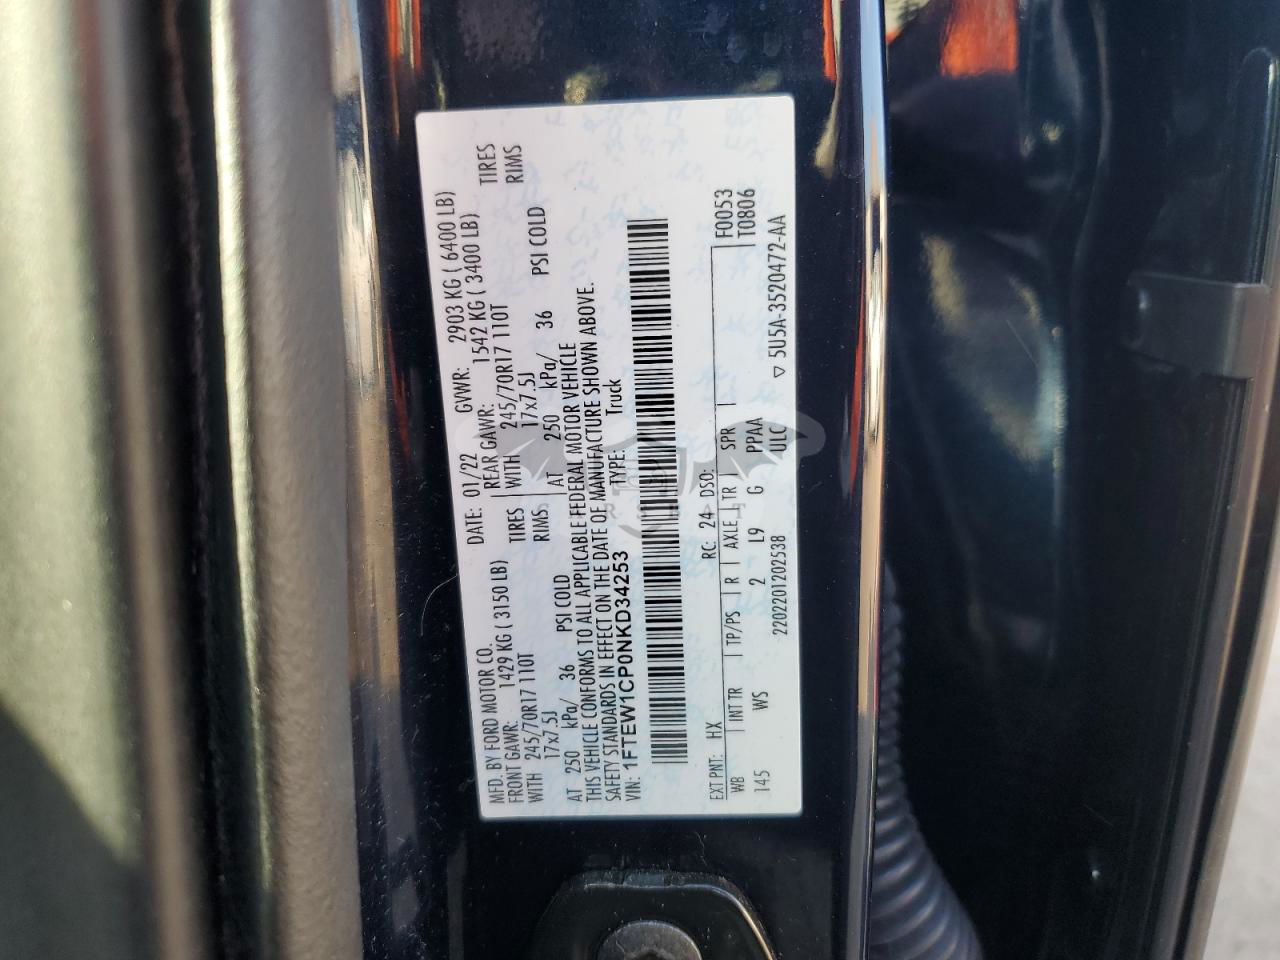 MFD. BY FORD MOTOR CO.
DATE: 01/22 GVWR: 2903 KG ( 6400 LB)
FRONT GAWR: 1429 KG ( 3150 LB) REAR GAWR: 1542 KG ( 3400 LB)
WITH 245/70R17 110T TIRES WITH 245/70R17 110T TIRES
17x7.5J RIMS 17x7.5J RIMS
AT 250 kPa/ 36 PSI COLD AT 250 kPa/ 36 PSI COLD
THIS VEHICLE CONFORMS TO ALL APPLICABLE FEDERAL MOTOR VEHICLE
SAFETY STANDARDS IN EFFECT ON THE DATE OF MANUFACTURE SHOWN ABOVE.
VIN: 1FTEW1CP0NKD34253 TYPE: Truck
EXT PNT: HX RC: 24 DSO: F0053
WB INT TR TP/PS R AXLE TR SPR T0806
145 WS 2 L9 G PPAA
2202201202538 ULC ▽ 5U5A-3520472-AA